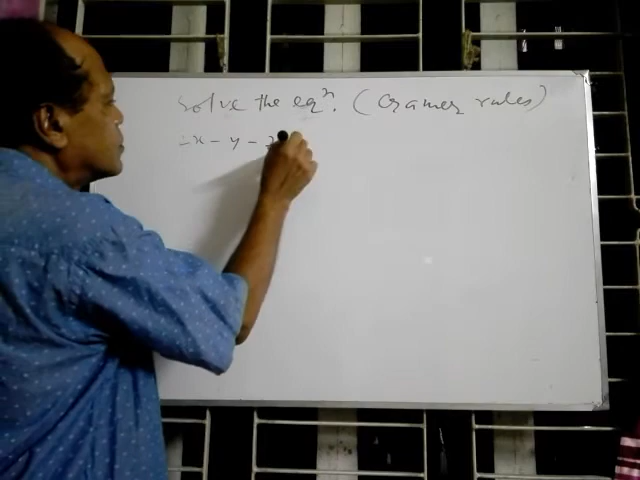 Solve the eqⁿ. (Cramer rules)
2x - y - z